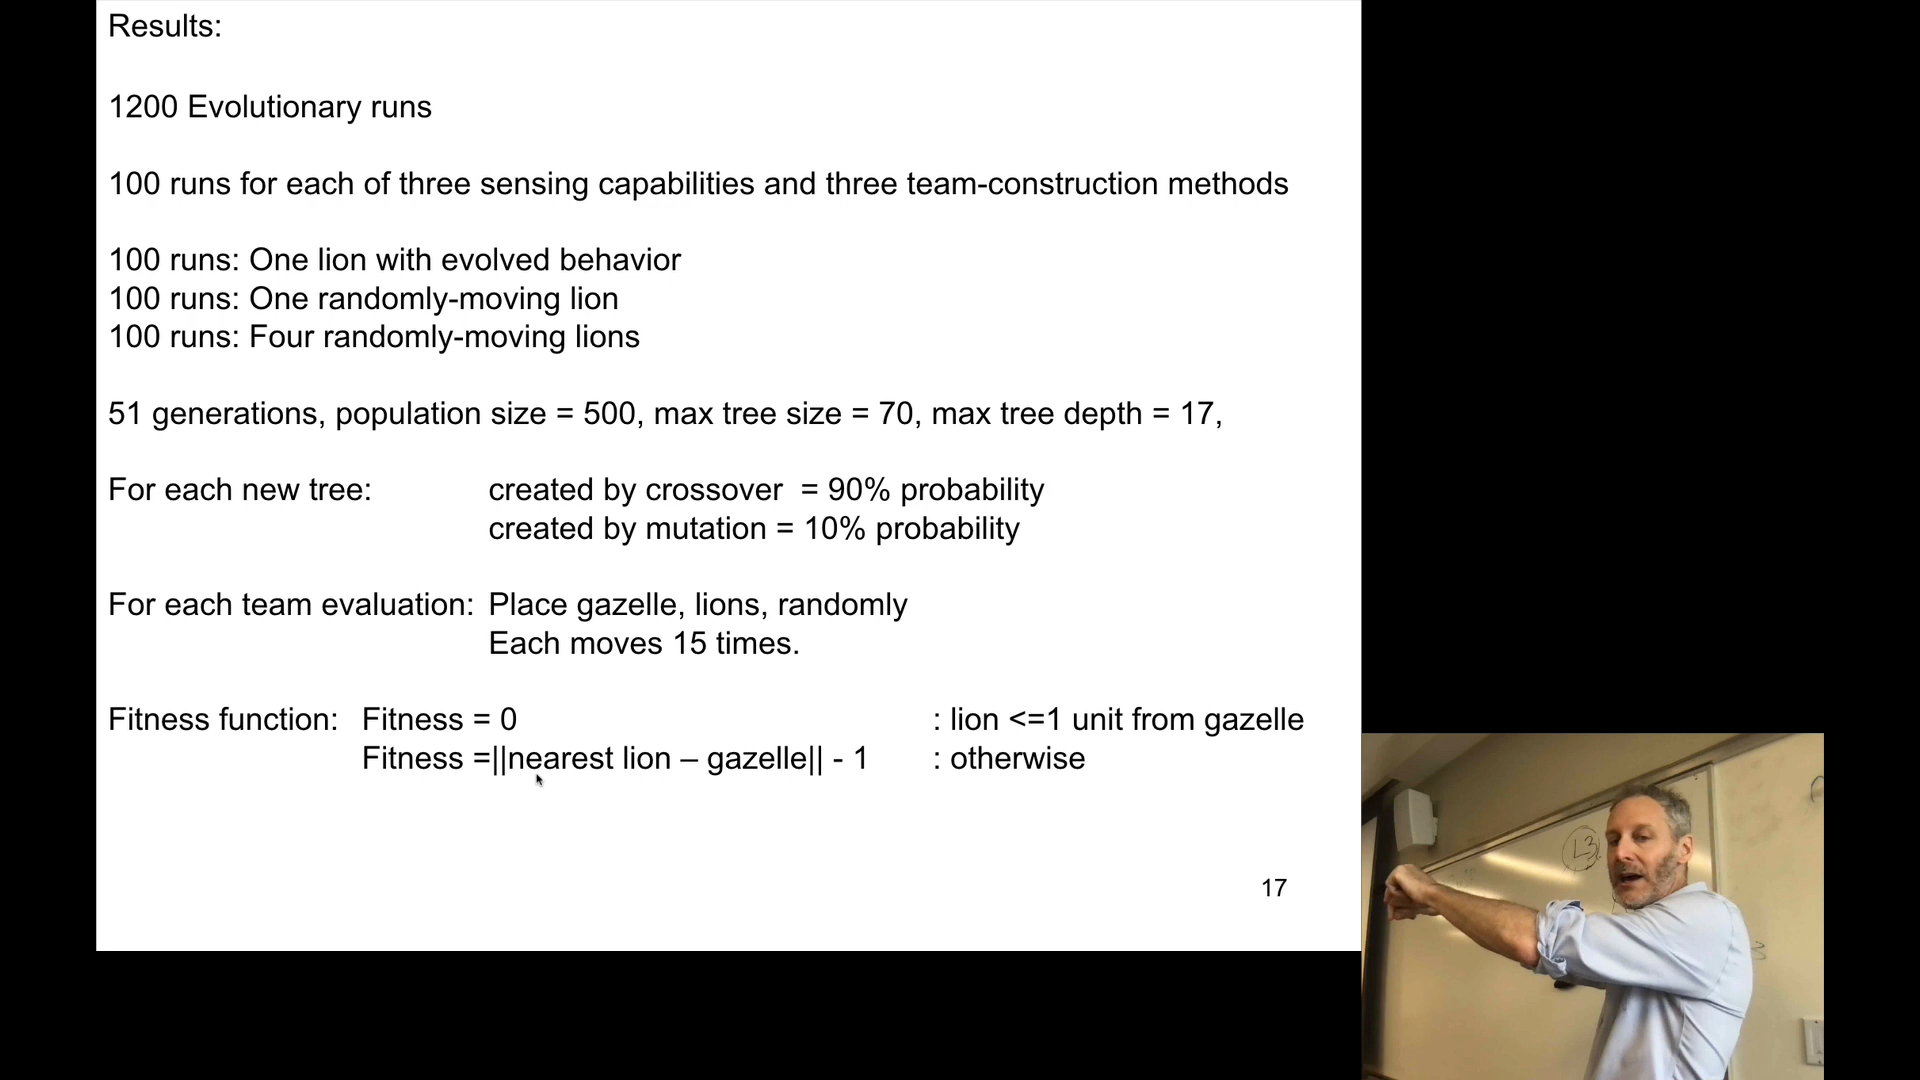 Results:
1200 Evolutionary runs
100 runs for each of three sensing capabilities and three team-construction methods
100 runs: One lion with evolved behavior
100 runs: One randomly-moving lion
100 runs: Four randomly-moving lions
51 generations, population size = 500, max tree size = 70, max tree depth = 17,
For each new tree: created by crossover = 90% probability
created by mutation = 10% probability
For each team evaluation: Place gazelle, lions, randomly
Each moves 15 times.
Fitness function: Fitness = 0 : lion <=1 unit from gazelle
Fitness =||nearest lion – gazelle|| - 1 : otherwise
17
L3